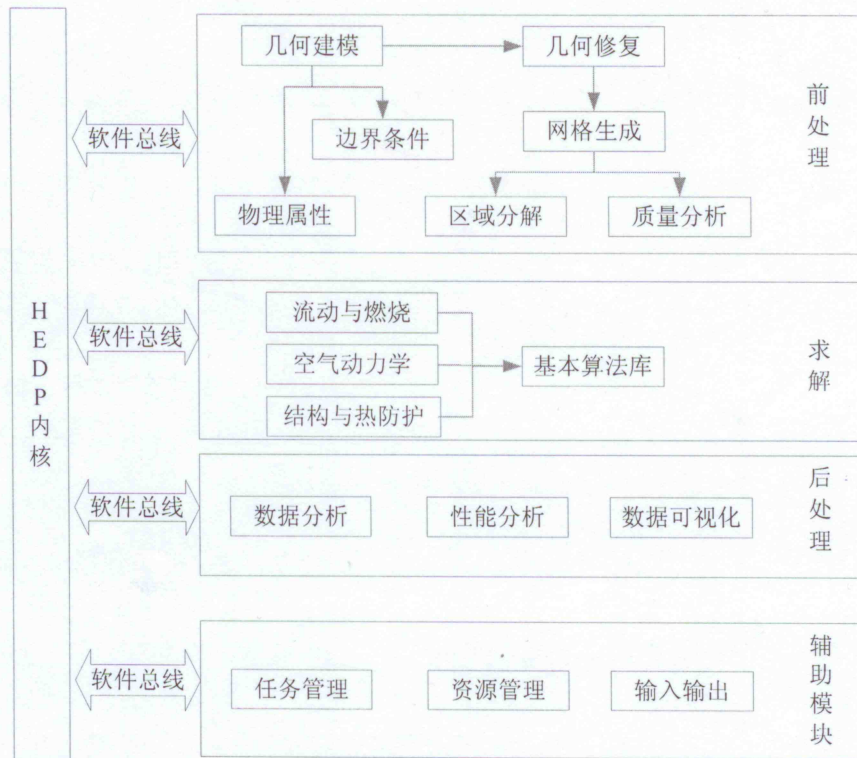 几何建模
几何修复
边界条件
网格生成
物理属性
区域分解
质量分析
前处理
软件总线
HEDP内核
流动与燃烧
空气动力学
结构与热防护
基本算法库
求解
软件总线
数据分析
性能分析
数据可视化
后处理
软件总线
任务管理
资源管理
输入输出
辅助模块
软件总线